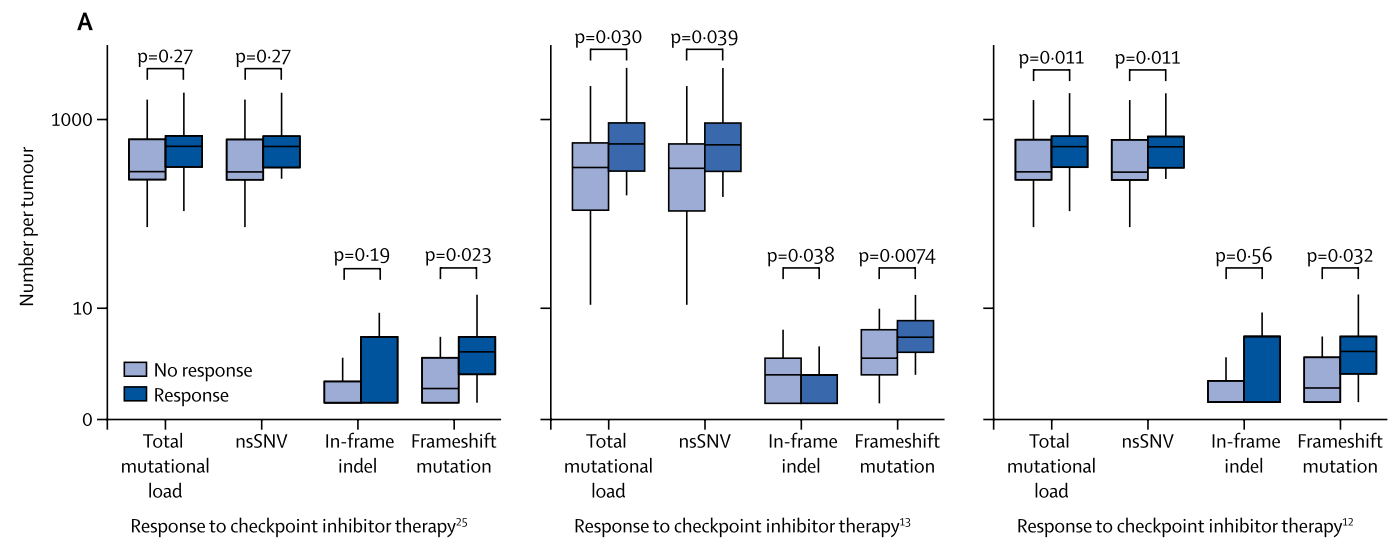 A
p=0·27
p=0·27
p=0·19
p=0·023
p=0·030
p=0·039
p=0·038
p=0·0074
p=0·011
p=0·011
p=0·56
p=0·032
Number per tumour
1000
10
0
No response
Response
Total
mutational
load
nsSNV
In-frame
indel
Frameshift
mutation
Response to checkpoint inhibitor therapy²⁵
Total
mutational
load
nsSNV
In-frame
indel
Frameshift
mutation
Response to checkpoint inhibitor therapy¹³
Total
mutational
load
nsSNV
In-frame
indel
Frameshift
mutation
Response to checkpoint inhibitor therapy¹²